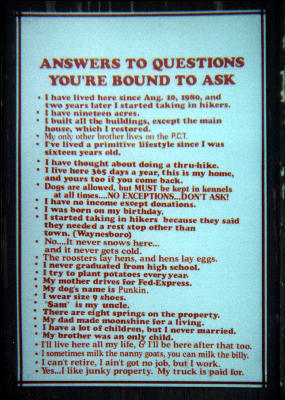 ANSWERS TO QUESTIONS
YOU'RE BOUND TO ASK
• I have lived here since Aug. 10, 1980, and
two years later I started taking in hikers.
• I have nineteen acres.
• I built all the buildings, except the main
house, which I restored.
• My only other brother lives on the P.C.T.
• I've lived a primitive lifestyle since I was
sixteen years old.
• I have thought about doing a thru-hike.
• I live here 365 days a year, this is my home,
and yours too if you come back.
• Dogs are allowed, but MUST be kept in kennels
at all times....NO EXCEPTIONS...DON'T ASK!
• I have no income except donations.
• I was born on my birthday.
• I started taking in hikers because they said
they needed a rest stop other than
town. (Waynesboro)
• No....It never snows here...
and it never gets cold.
• The roosters lay hens, and hens lay eggs.
• I never graduated from high school.
• I try to plant potatoes every year.
• My mother drives for Fed-Express.
• My dog's name is Punkin.
• I wear size 9 shoes.
• "Sam" is my uncle.
• There are eight springs on the property.
• My dad made moonshine for a living.
• I have a lot of children, but I never married.
• My brother was an only child.
• I'll live here all my life, & I'll be here after that too.
• I sometimes milk the nanny goats, you can milk the billy.
• I can't retire, I ain't got no job, but I work.
• Yes...I like junky property. My truck is paid for.